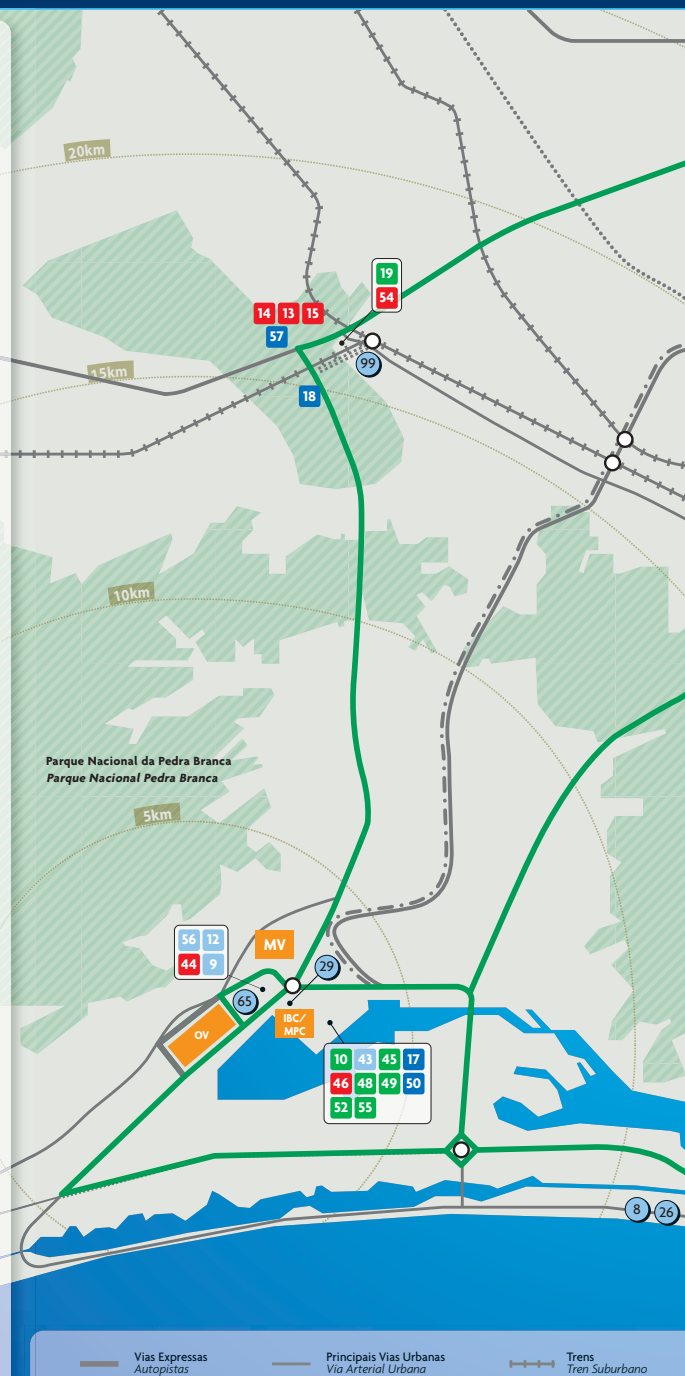 20km
19
54
14 13 15
57
99
15km
18
10km
Parque Nacional da Pedra Branca
Parque Nacional Pedra Branca
5km
56 12
44 9
MV
29
65
OV
IBC/
MPC
10 43 45 17
46 48 49 50
52 55
8 26
Vias Expressas
Autopistas
Principais Vias Urbanas
Vía Arterial Urbana
Trens
Tren Suburbano